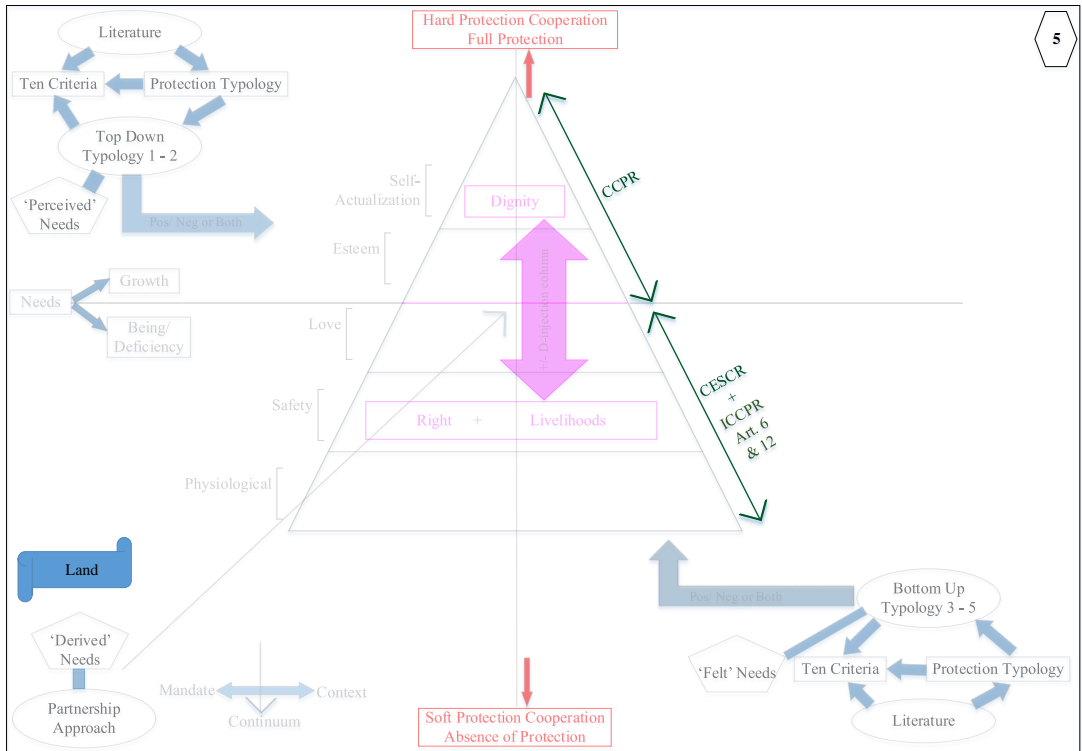 Hard Protection Cooperation
Full Protection
5
Literature
Ten Criteria
Protection Typology
Top Down
Typology 1 - 2
'Perceived'
Needs
Pos/ Neg or Both
Self-
Actualization
Dignity
CCPR
Esteem
+/- D-injection column
Needs
Growth
Being/
Deficiency
Love
CESCR
+
ICCPR
Art. 6
& 12
Safety
Right + Livelihoods
Physiological
Land
Pos/ Neg or Both
Bottom Up
Typology 3 - 5
'Derived'
Needs
'Felt' Needs
Ten Criteria
Protection Typology
Mandate
Context
Continuum
Partnership
Approach
Soft Protection Cooperation
Absence of Protection
Literature